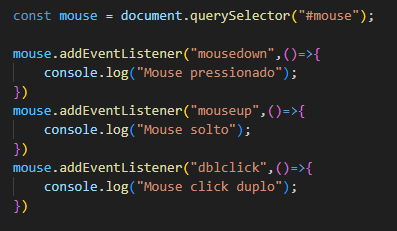 const mouse = document.querySelector("#mouse");
mouse.addEventListener("mousedown",()=>{
    console.log("Mouse pressionado");
})
mouse.addEventListener("mouseup",()=>{
    console.log("Mouse solto");
})
mouse.addEventListener("dblclick",()=>{
    console.log("Mouse click duplo");
})